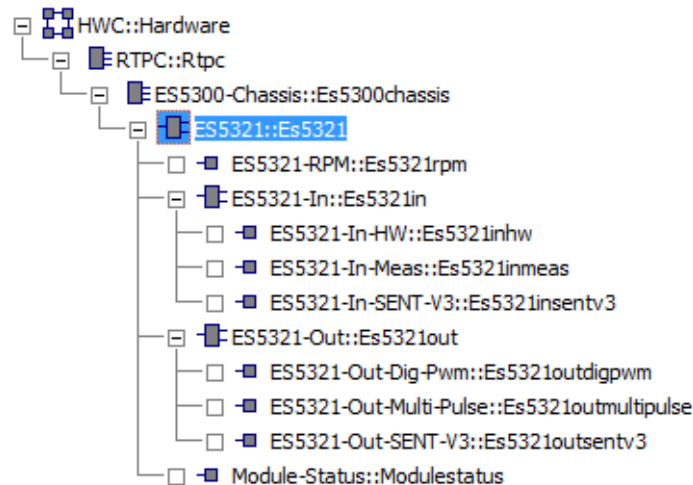 HWC::Hardware
RTPC::Rtpc
ES5300-Chassis::Es5300chassis
ES5321::Es5321
ES5321-RPM::Es5321rpm
ES5321-In::Es5321in
ES5321-In-HW::Es5321inhw
ES5321-In-Meas::Es5321inmeas
ES5321-In-SENT-V3::Es5321insentv3
ES5321-Out::Es5321out
ES5321-Out-Dig-Pwm::Es5321outdigpwm
ES5321-Out-Multi-Pulse::Es5321outmultipulse
ES5321-Out-SENT-V3::Es5321outsentv3
Module-Status::Modulestatus